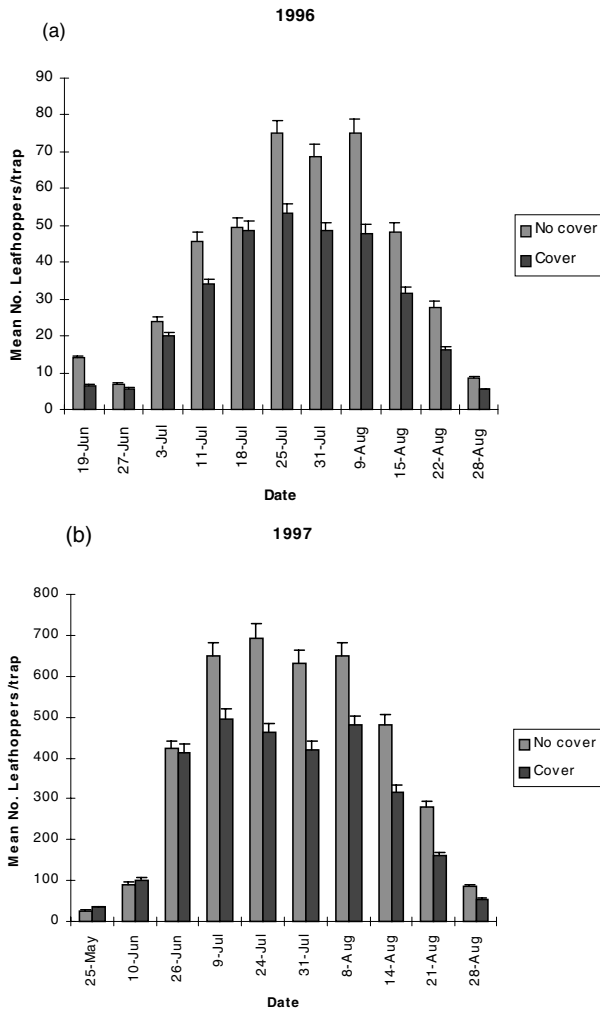 1996
(a)
90
80
70
60
50
40
30
20
10
0
Mean No. Leafhoppers/trap
19-Jun
27-Jun
3-Jul
11-Jul
18-Jul
25-Jul
31-Jul
9-Aug
15-Aug
22-Aug
28-Aug
Date
No cover
Cover
(b)
1997
800
700
600
500
400
300
200
100
0
Mean No. Leafhoppers/trap
25-May
10-Jun
26-Jun
9-Jul
24-Jul
31-Jul
8-Aug
14-Aug
21-Aug
28-Aug
Date
No cover
Cover